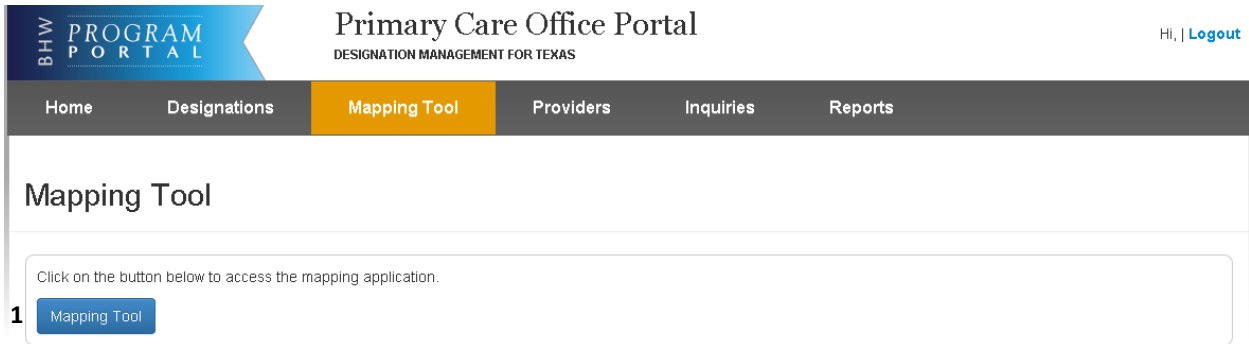 BHW PROGRAM PORTAL
Primary Care Office Portal
DESIGNATION MANAGEMENT FOR TEXAS
Hi, | Logout
Home Designations Mapping Tool Providers Inquiries Reports
Mapping Tool
Click on the button below to access the mapping application.
1 Mapping Tool